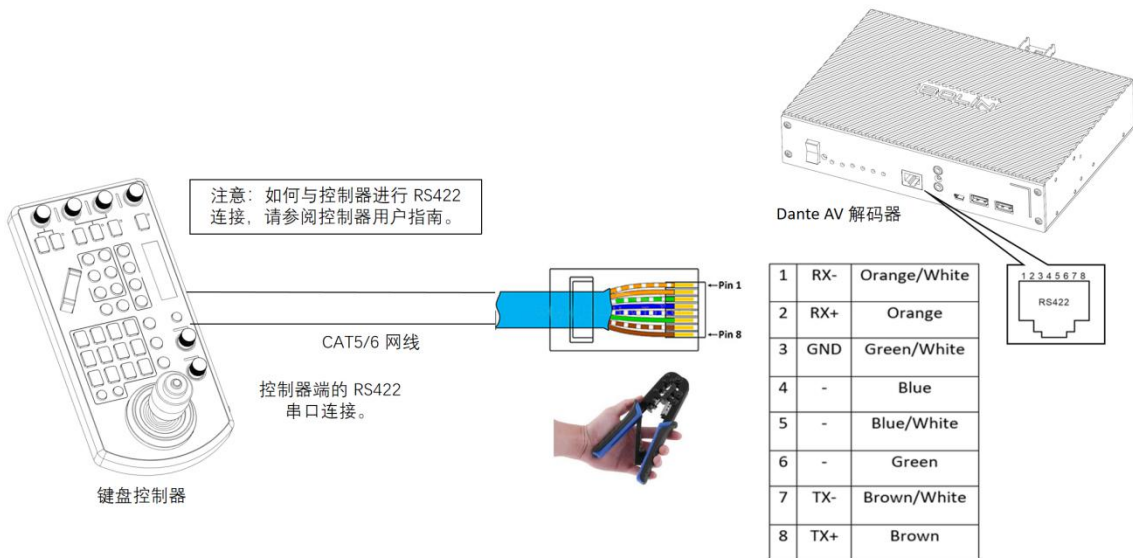 BOLIN
注意：如何与控制器进行 RS422
连接，请参阅控制器用户指南。
Dante AV 解码器
Pin 1
Pin 8
CAT5/6 网线
控制器端的 RS422
串口连接。
键盘控制器
1 2 3 4 5 6 7 8
RS422
1 RX- Orange/White
2 RX+ Orange
3 GND Green/White
4 - Blue
5 - Blue/White
6 - Green
7 TX- Brown/White
8 TX+ Brown